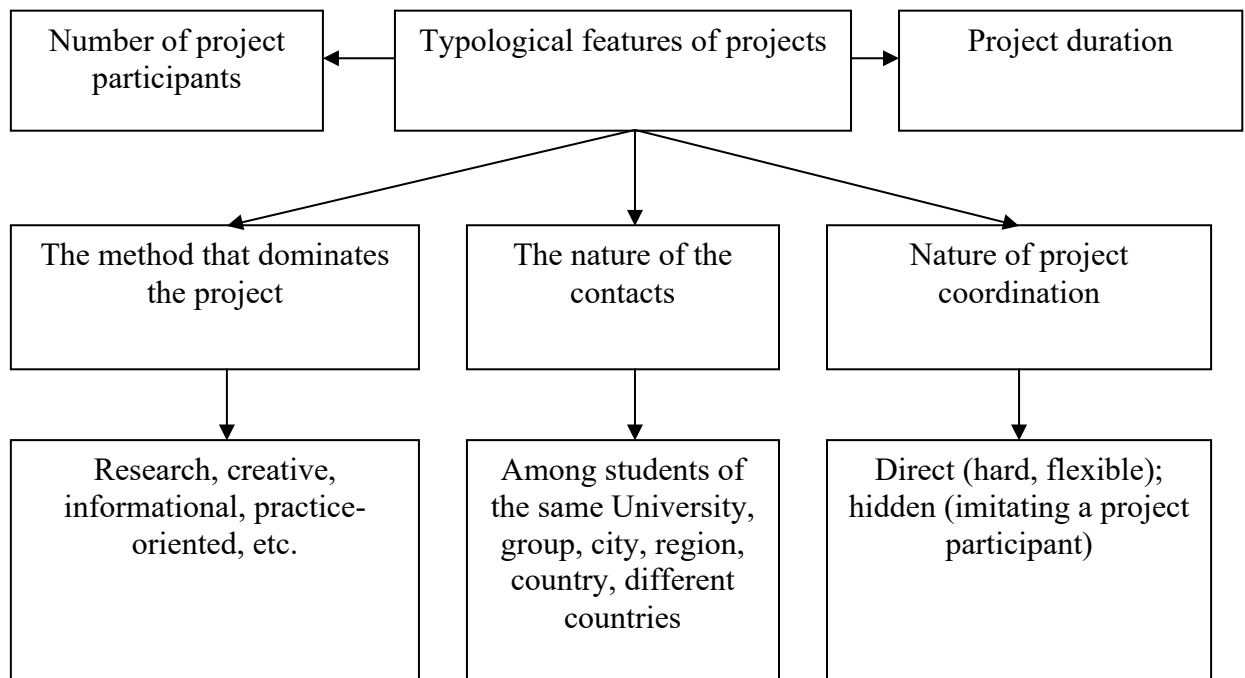 Number of project
participants
Typological features of projects
Project duration
The method that dominates
the project
The nature of the
contacts
Nature of project
coordination
Research, creative,
informational, practice-
oriented, etc.
Among students of
the same University,
group, city, region,
country, different
countries
Direct (hard, flexible);
hidden (imitating a project
participant)